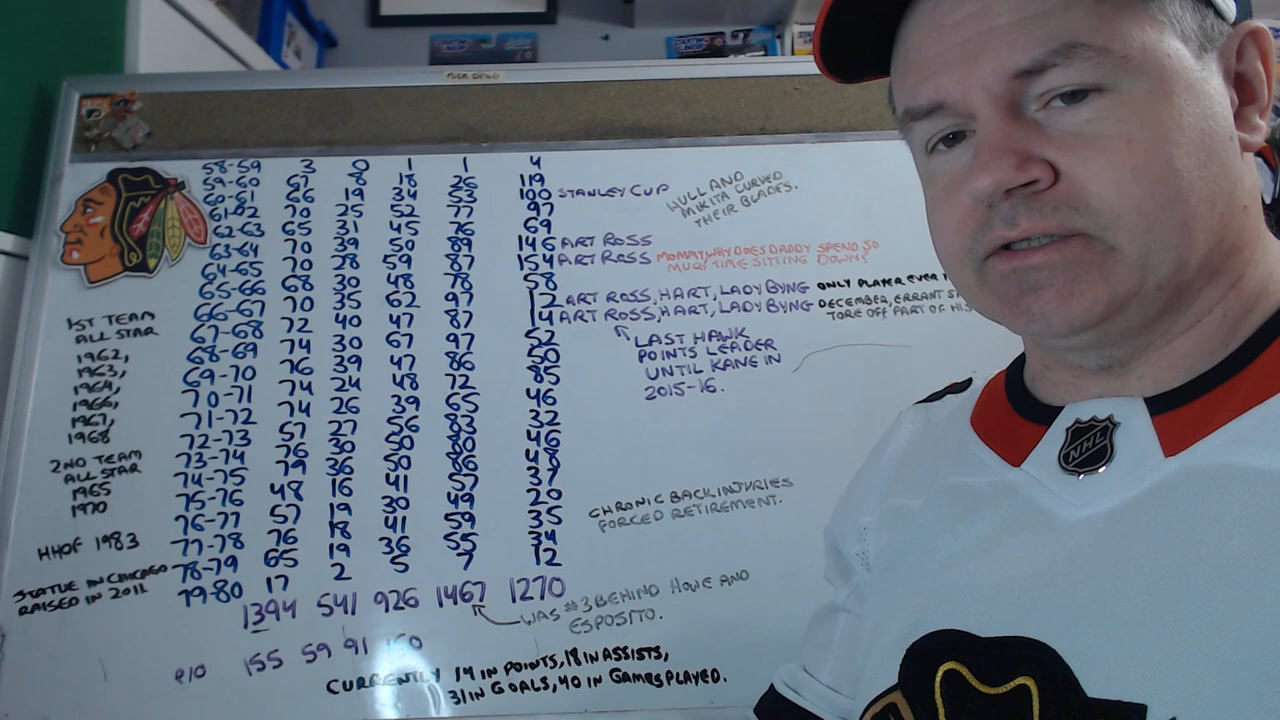 58-59 3 0 1 1 4
59-60 67 8 18 26
60-61 66 19 34 53 STANLEY CUP
61-62 70 25 52 77
62-63 65 31 45 76 69
63-64 70 39 50 89 146 ART ROSS
64-65 70 28 59 87 154 ART ROSS
65-66 68 30 48 78 58
66-67 70 35 62 97 12 ART ROSS, HART, LADY BYNG
67-68 72 40 47 87 14 ART ROSS, HART, LADY BYNG
68-69 74 30 67 97 52
69-70 76 39 47 86 50
70-71 74 24 48 72 85
71-72 74 26 39 65 46
72-73 57 27 56 83 32
73-74 76 30 50 80 46
74-75 79 36 50 86
75-76 48 16 41 57 37
76-77 57 19 30 49 20
77-78 76 18 41 59 35
78-79 65 19 36 55 34
79-80 17 2 5 7 12
1394 541 926 1467 1270
P/O 155 59 91 150
HULL AND
MIKITA CURVED
THEIR BLADES.
MOMMY, WHY DOES DADDY SPEND SO
MUCH TIME SITTING DOWN?
ONLY PLAYER EVER
DECEMBER, ERRANT
TORE OFF PART OF HIS
LAST HAWK
POINTS LEADER
UNTIL KANE IN
2015-16.
1ST TEAM
ALL STAR
1962,
1963,
1964,
1966,
1967,
1968
2ND TEAM
ALL STAR
1965
1970
HHOF 1983
STATUE IN CHICAGO
RAISED IN 2011
CHRONIC BACK INJURIES
FORCED RETIREMENT.
WAS #3 BEHIND HOWE AND
ESPOSITO.
CURRENTLY 14 IN POINTS, 18 IN ASSISTS,
31 IN GOALS, 40 IN GAMES PLAYED.
NHL